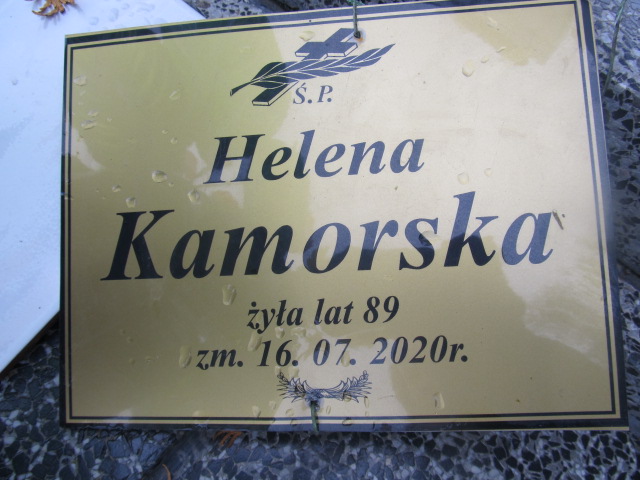 Ś.P.
Helena
Kamorska
żyła lat 89
zm. 16. 07. 2020r.